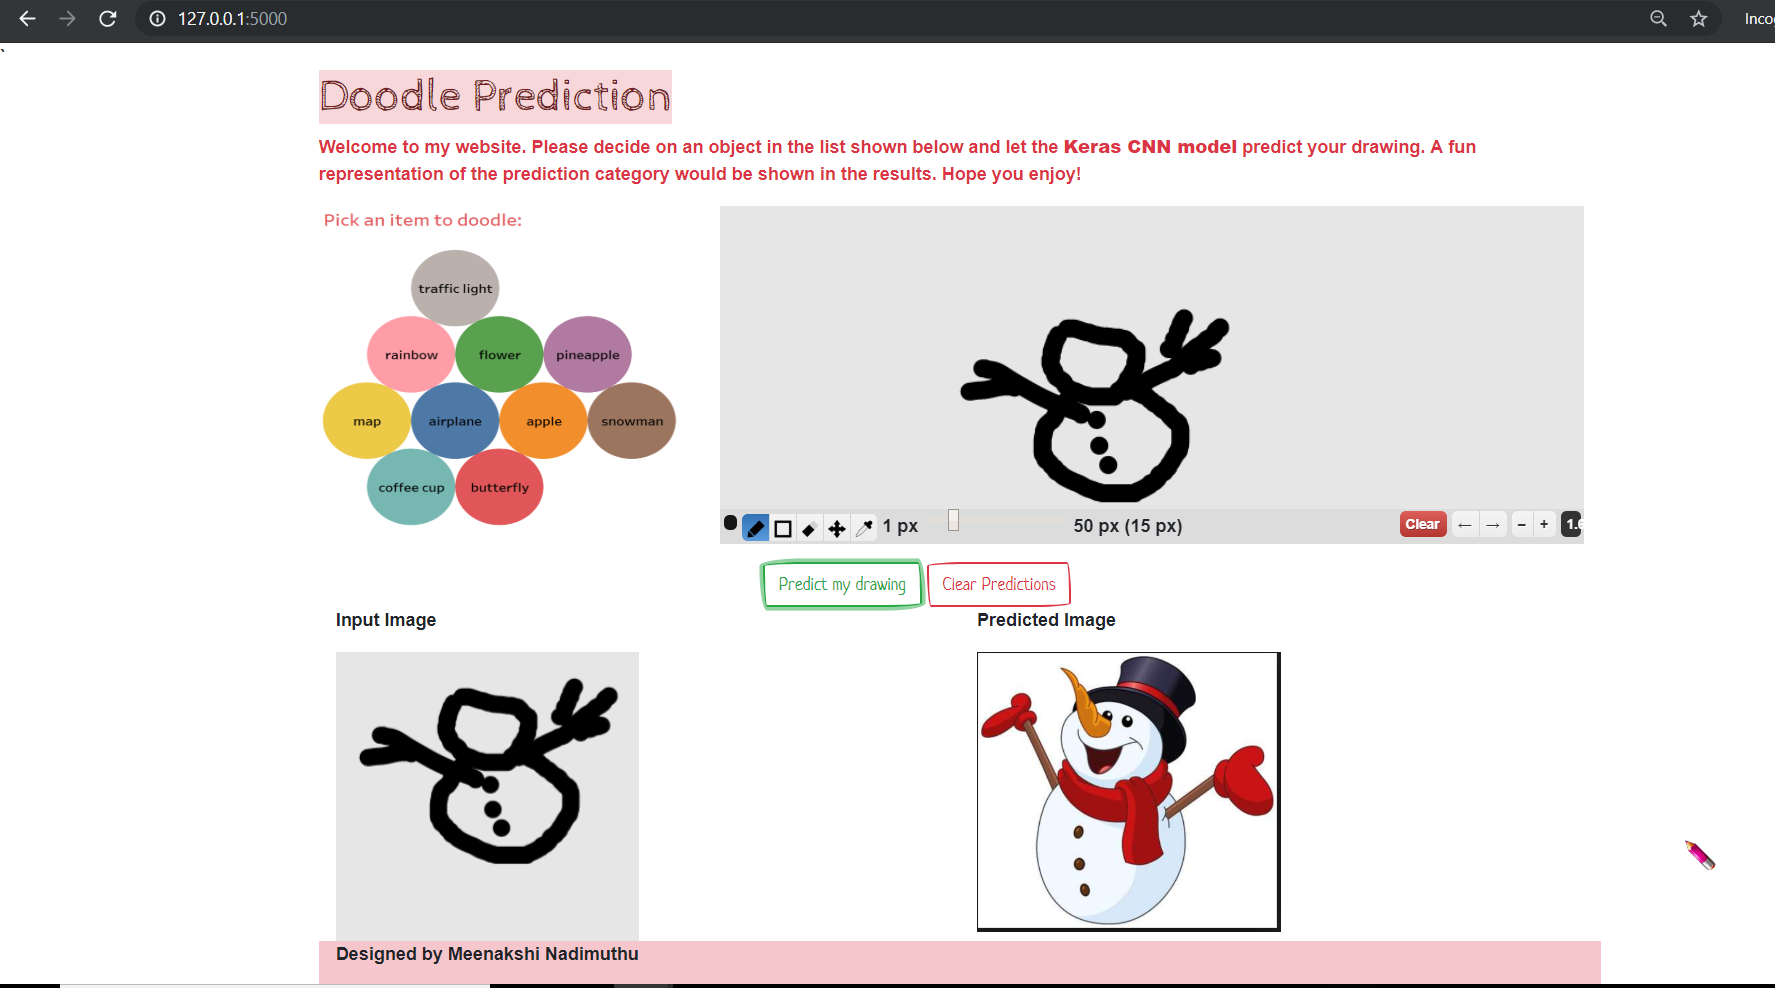 127.0.0.1:5000
Inco
`
Doodle Prediction
Welcome to my website. Please decide on an object in the list shown below and let the Keras CNN model predict your drawing. A fun
representation of the prediction category would be shown in the results. Hope you enjoy!
Pick an item to doodle:
traffic light
rainbow flower pineapple
map airplane apple snowman
coffee cup butterfly
1 px 50 px (15 px) Clear ← → − + 1.6
Predict my drawing Clear Predictions
Input Image Predicted Image
Designed by Meenakshi Nadimuthu